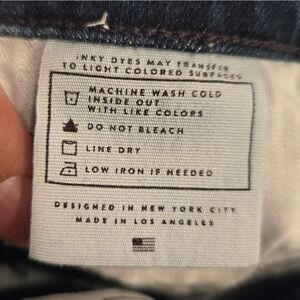 INKY DYES MAY TRANSFER
TO LIGHT COLORED SURFACES
MACHINE WASH COLD
INSIDE OUT
WITH LIKE COLORS
DO NOT BLEACH
LINE DRY
LOW IRON IF NEEDED
DESIGNED IN NEW YORK CITY
MADE IN LOS ANGELES